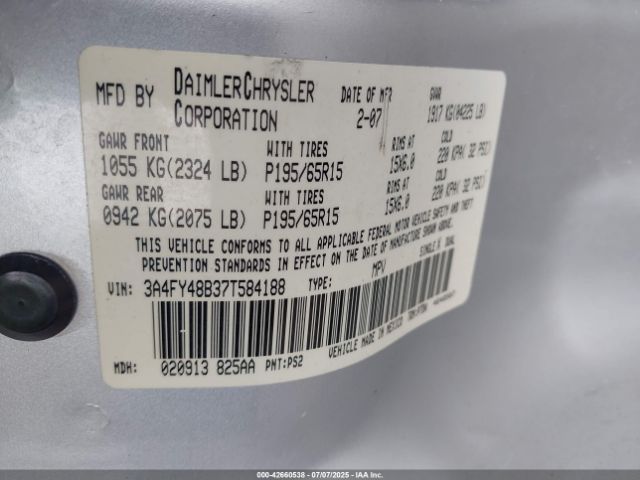 MFD BY DAIMLERCHRYSLER CORPORATION
DATE OF MFR 2-07
GVWR 1917 KG(04225 LB)
GAWR FRONT WITH TIRES RIMS AT COLD
1055 KG(2324 LB) P195/65R15 15X6.0 220 KPA( 32 PSI)
GAWR REAR WITH TIRES RIMS AT COLD
0942 KG(2075 LB) P195/65R15 15X6.0 220 KPA( 32 PSI)
THIS VEHICLE CONFORMS TO ALL APPLICABLE FEDERAL MOTOR VEHICLE SAFETY AND THEFT
PREVENTION STANDARDS IN EFFECT ON THE DATE OF MANUFACTURE SHOWN ABOVE.
VIN: 3A4FY48B37T584188 TYPE: MPV SINGLE X DUAL
VEHICLE MADE IN MEXICO
MDH: 020913 825AA PNT:PS2
000-42660538 - 07/07/2025 - IAA Inc.